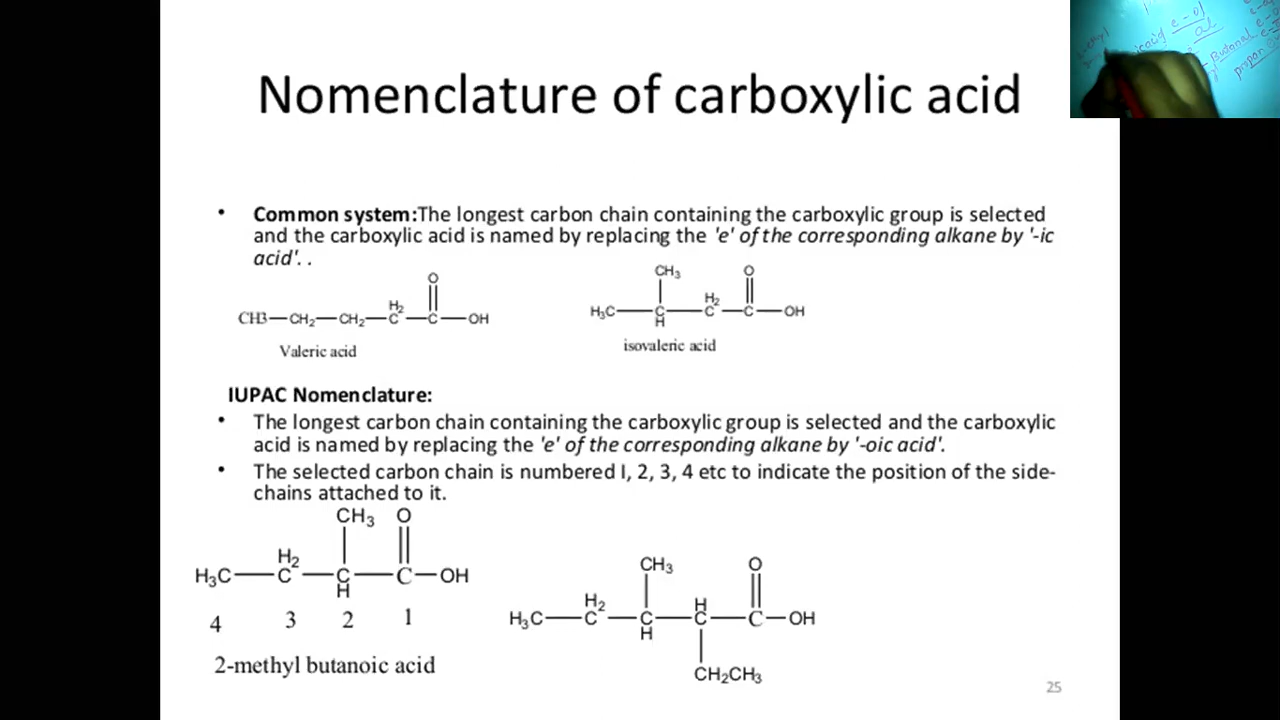 Nomenclature of carboxylic acid
• Common system:The longest carbon chain containing the carboxylic group is selected
and the carboxylic acid is named by replacing the 'e' of the corresponding alkane by '-ic
acid'. .
O
CH3—CH₂—CH₂—C—C—OH
H₂
Valeric acid
CH₃ O
H₃C—C—C—C—OH
H H₂
isovaleric acid
IUPAC Nomenclature:
• The longest carbon chain containing the carboxylic group is selected and the carboxylic
acid is named by replacing the 'e' of the corresponding alkane by '-oic acid'.
• The selected carbon chain is numbered I, 2, 3, 4 etc to indicate the position of the side-
chains attached to it.
CH₃ O
H₂
H₃C—C—C—C—OH
H
4 3 2 1
2-methyl butanoic acid
CH₃ O
H₂ H
H₃C—C—C—C—C—OH
H
CH₂CH₃
25
e-ol
al
Butanal
propan